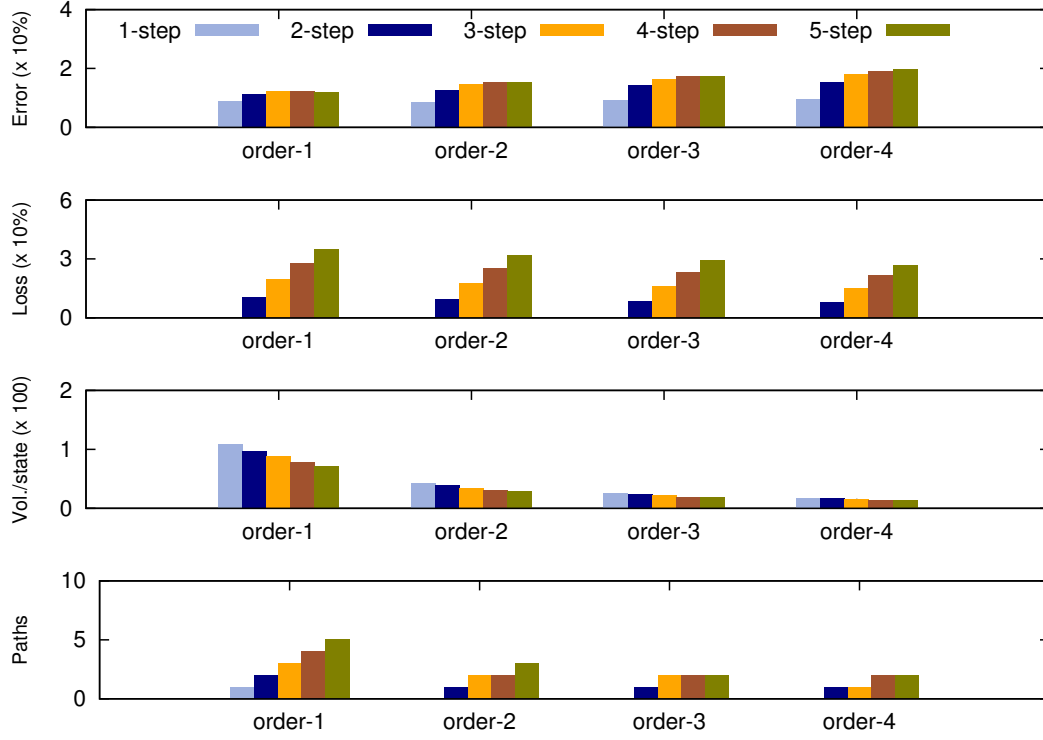 4
1-step 2-step 3-step 4-step 5-step
Error (x 10%)
2
0
order-1 order-2 order-3 order-4
6
Loss (x 10%)
3
0
order-1 order-2 order-3 order-4
2
Vol./state (x 100)
1
0
order-1 order-2 order-3 order-4
10
Paths
5
0
order-1 order-2 order-3 order-4